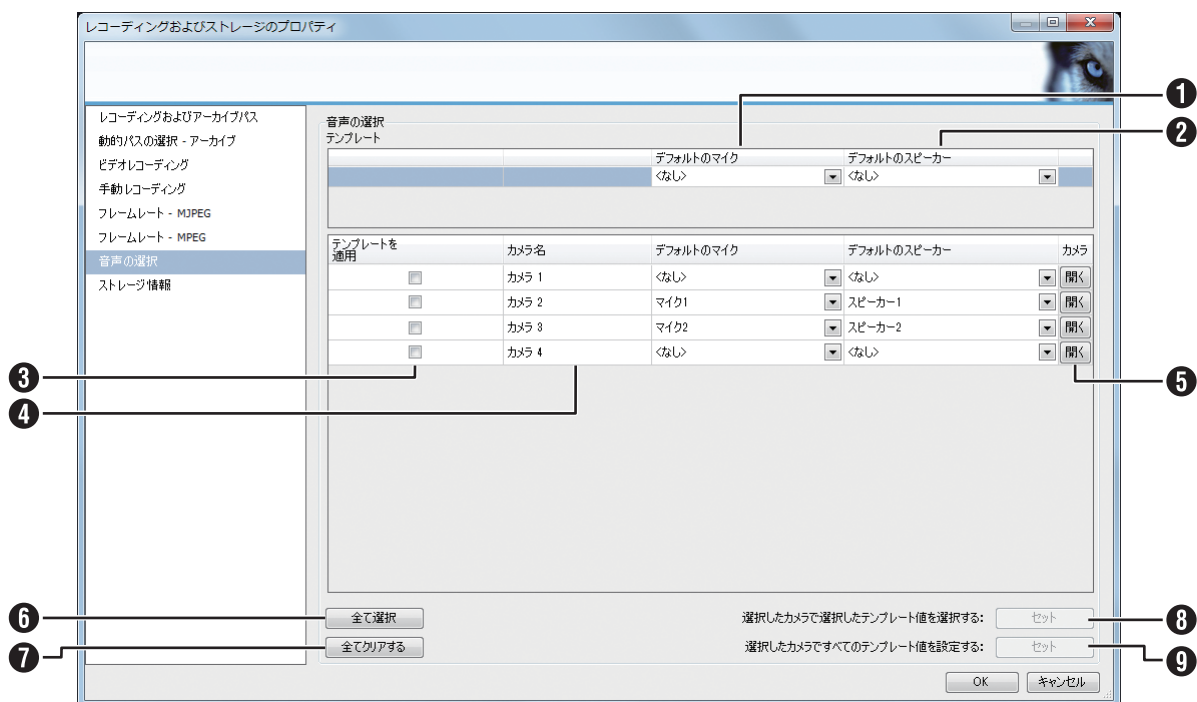 レコーディングおよびストレージのプロパティ
レコーディングおよびアーカイブパス
動的パスの選択 - アーカイブ
ビデオレコーディング
手動レコーディング
フレームレート - MJPEG
フレームレート - MPEG
音声の選択
ストレージ情報
音声の選択
テンプレート
デフォルトのマイク デフォルトのスピーカー
<なし> <なし>
テンプレートを
適用 カメラ名 デフォルトのマイク デフォルトのスピーカー カメラ
カメラ 1 <なし> <なし> 開く
カメラ 2 マイク1 スピーカー1 開く
カメラ 3 マイク2 スピーカー2 開く
カメラ 4 <なし> <なし> 開く
全て選択 選択したカメラで選択したテンプレート値を選択する: セット
全てクリアする 選択したカメラですべてのテンプレート値を設定する: セット
OK キャンセル
❶
❷
❸
❹
❺
❻
❼
❽
❾